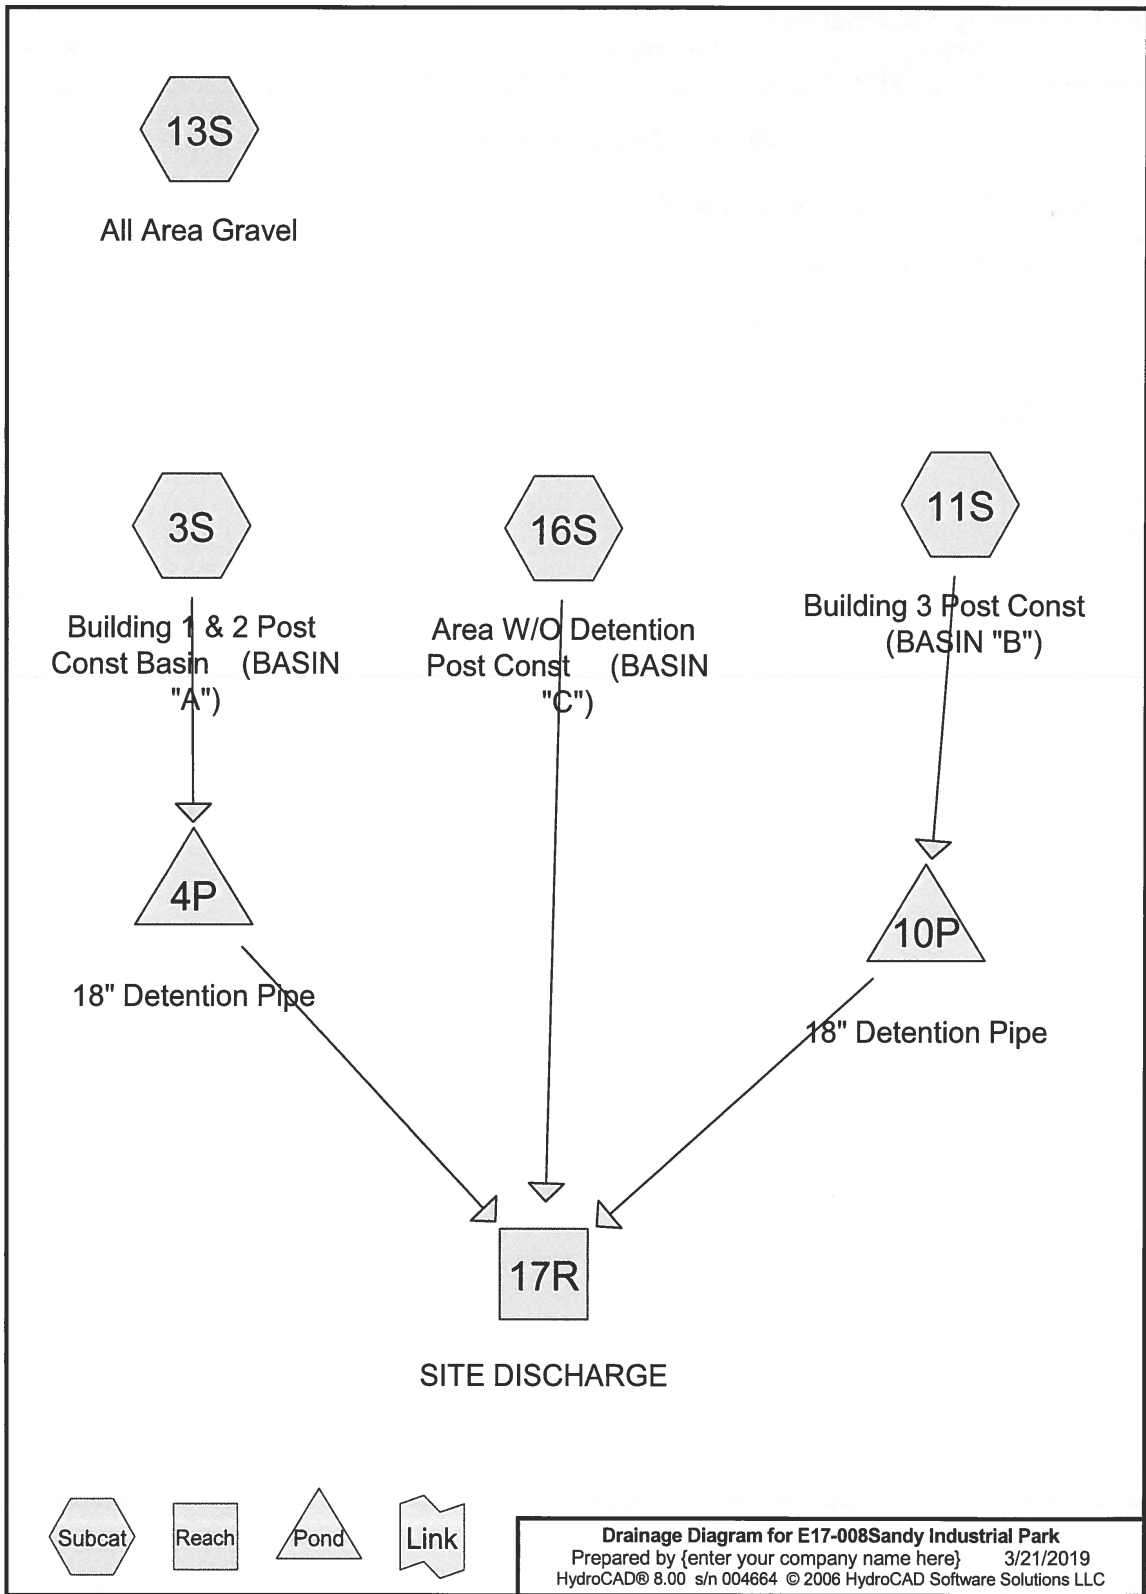 13S
All Area Gravel
3S
Building 1 & 2 Post
Const Basin (BASIN
"A")
16S
Area W/O Detention
Post Const (BASIN
"C")
11S
Building 3 Post Const
(BASIN "B")
4P
18" Detention Pipe
10P
18" Detention Pipe
17R
SITE DISCHARGE
Subcat
Reach
Pond
Link
Drainage Diagram for E17-008Sandy Industrial Park
Prepared by {enter your company name here} 3/21/2019
HydroCAD® 8.00 s/n 004664 © 2006 HydroCAD Software Solutions LLC